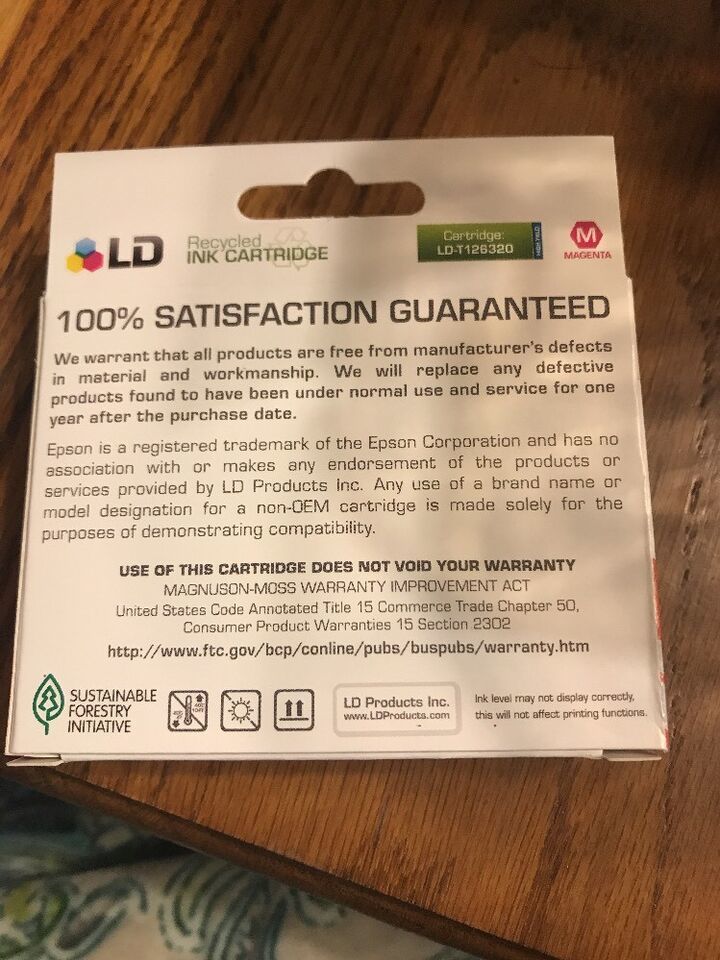 LD
Recycled
INK CARTRIDGE
Cartridge:
LD-T126320
HIGH YIELD
M
MAGENTA
100% SATISFACTION GUARANTEED
We warrant that all products are free from manufacturer's defects
in material and workmanship. We will replace any defective
products found to have been under normal use and service for one
year after the purchase date.
Epson is a registered trademark of the Epson Corporation and has no
association with or makes any endorsement of the products or
services provided by LD Products Inc. Any use of a brand name or
model designation for a non-OEM cartridge is made solely for the
purposes of demonstrating compatibility.
USE OF THIS CARTRIDGE DOES NOT VOID YOUR WARRANTY
MAGNUSON-MOSS WARRANTY IMPROVEMENT ACT
United States Code Annotated Title 15 Commerce Trade Chapter 50,
Consumer Product Warranties 15 Section 2302
http://www.ftc.gov/bcp/conline/pubs/buspubs/warranty.htm
SUSTAINABLE
FORESTRY
INITIATIVE
LD Products Inc.
www.LDProducts.com
Ink level may not display correctly,
this will not affect printing functions.